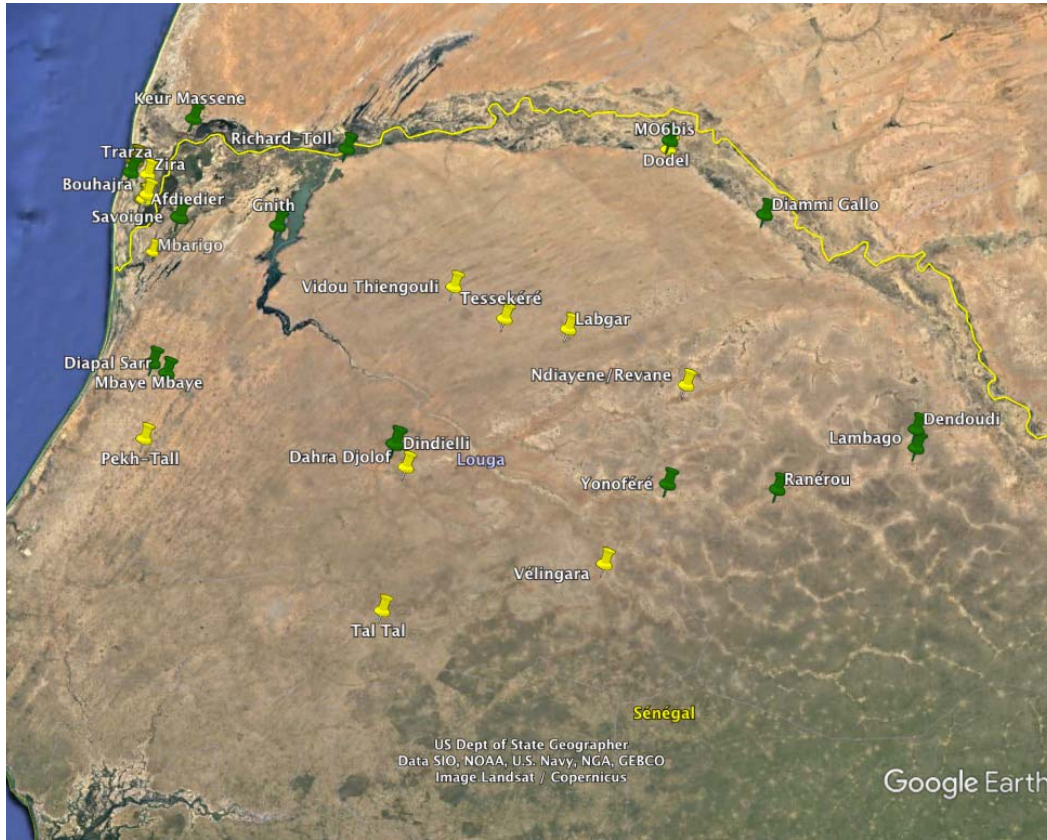 Keur Massene
Richard-Toll
MO6bis
Trarza
Zira
Dodel
Bouhajra
Afdiedier
Savoigne
Gnith
Diammi Gallo
Mbarigo
Vidou Thiengouli
Tessekéré
Labgar
Diapal Sarr
Mbaye Mbaye
Ndiayene/Revane
Dendoudi
Lambago
Pekh-Tall
Dindielli
Dahra Djolof
Louga
Yonoféré
Ranérou
Vélingara
Tal Tal
Sénégal
US Dept of State Geographer
Data SIO, NOAA, U.S. Navy, NGA, GEBCO
Image Landsat / Copernicus
Google Earth